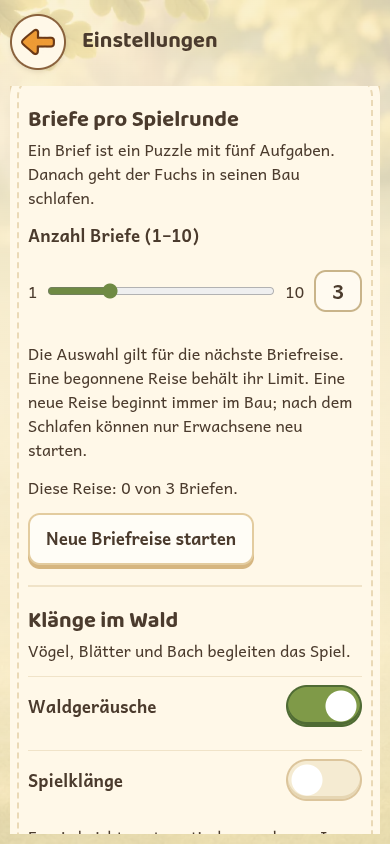 Einstellungen
Briefe pro Spielrunde
Ein Brief ist ein Puzzle mit fünf Aufgaben.
Danach geht der Fuchs in seinen Bau
schlafen.
Anzahl Briefe (1–10)
1 10 3
Die Auswahl gilt für die nächste Briefreise.
Eine begonnene Reise behält ihr Limit. Eine
neue Reise beginnt immer im Bau; nach dem
Schlafen können nur Erwachsene neu
starten.
Diese Reise: 0 von 3 Briefen.
Neue Briefreise starten
Klänge im Wald
Vögel, Blätter und Bach begleiten das Spiel.
Waldgeräusche
Spielklänge